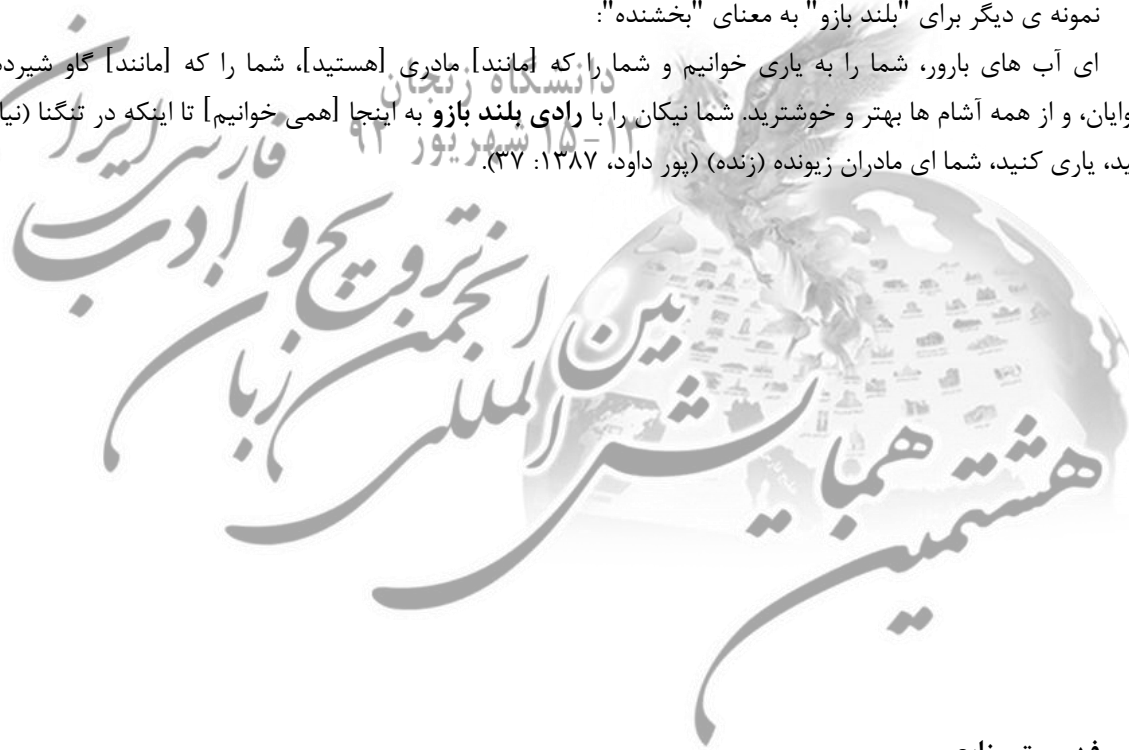 نمونه ی دیگر برای "بلند بازو" به معنای "بخشنده":
ای آب های بارور، شما را به یاری خوانیم و شما را که [مانند] مادری [هستید]، شما را که [مانند] گاو شیرده
وایان، و از همه آشام ها بهتر و خوشترید. شما نیکان را با رادی بلند بازو به اینجا [همی خوانیم] تا اینکه در تنگنا (نیا
ید، یاری کنید، شما ای مادران زیونده (زنده) (پور داود، ۱۳۸۷: ۳۷).
دانشگاه زنجان
شهریور
هشتمین همایش بین المللی انجمن ترویج زبان و ادب فارسی ایران